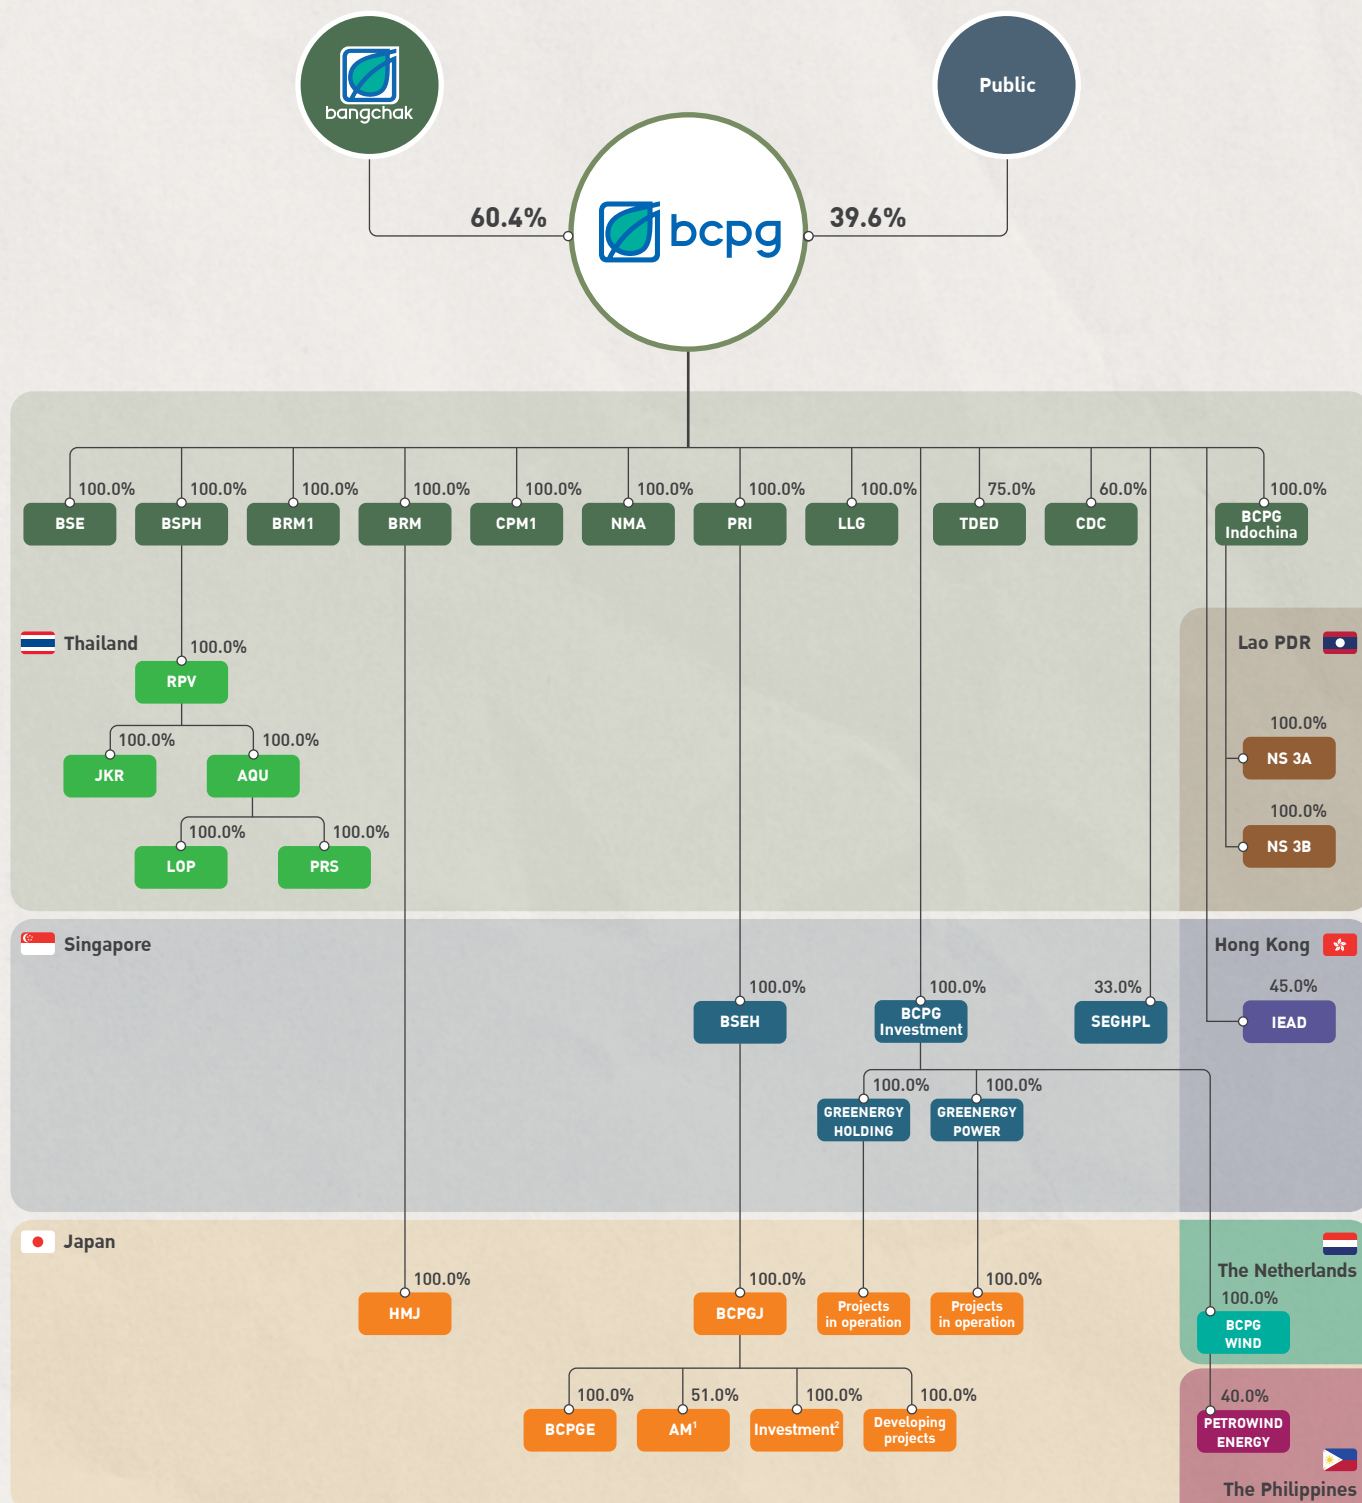 bangchak
Public
60.4%
bcpg
39.6%
100.0%
100.0%
100.0%
100.0%
100.0%
100.0%
100.0%
100.0%
75.0%
60.0%
100.0%
BSE
BSPH
BRM1
BRM
CPM1
NMA
PRI
LLG
TDED
CDC
BCPG
Indochina
Thailand
100.0%
RPV
Lao PDR
100.0%
100.0%
JKR
AQU
100.0%
NS 3A
100.0%
100.0%
LOP
PRS
100.0%
NS 3B
Singapore
Hong Kong
100.0%
BSEH
100.0%
BCPG
Investment
33.0%
SEGHPL
45.0%
IEAD
100.0%
GREENERGY
HOLDING
100.0%
GREENERGY
POWER
Japan
The Netherlands
100.0%
HMJ
100.0%
BCPGJ
Projects
in operation
100.0%
Projects
in operation
100.0%
BCPG
WIND
100.0%
BCPGE
51.0%
AM¹
100.0%
Investment²
100.0%
Developing
projects
40.0%
PETROWIND
ENERGY
The Philippines